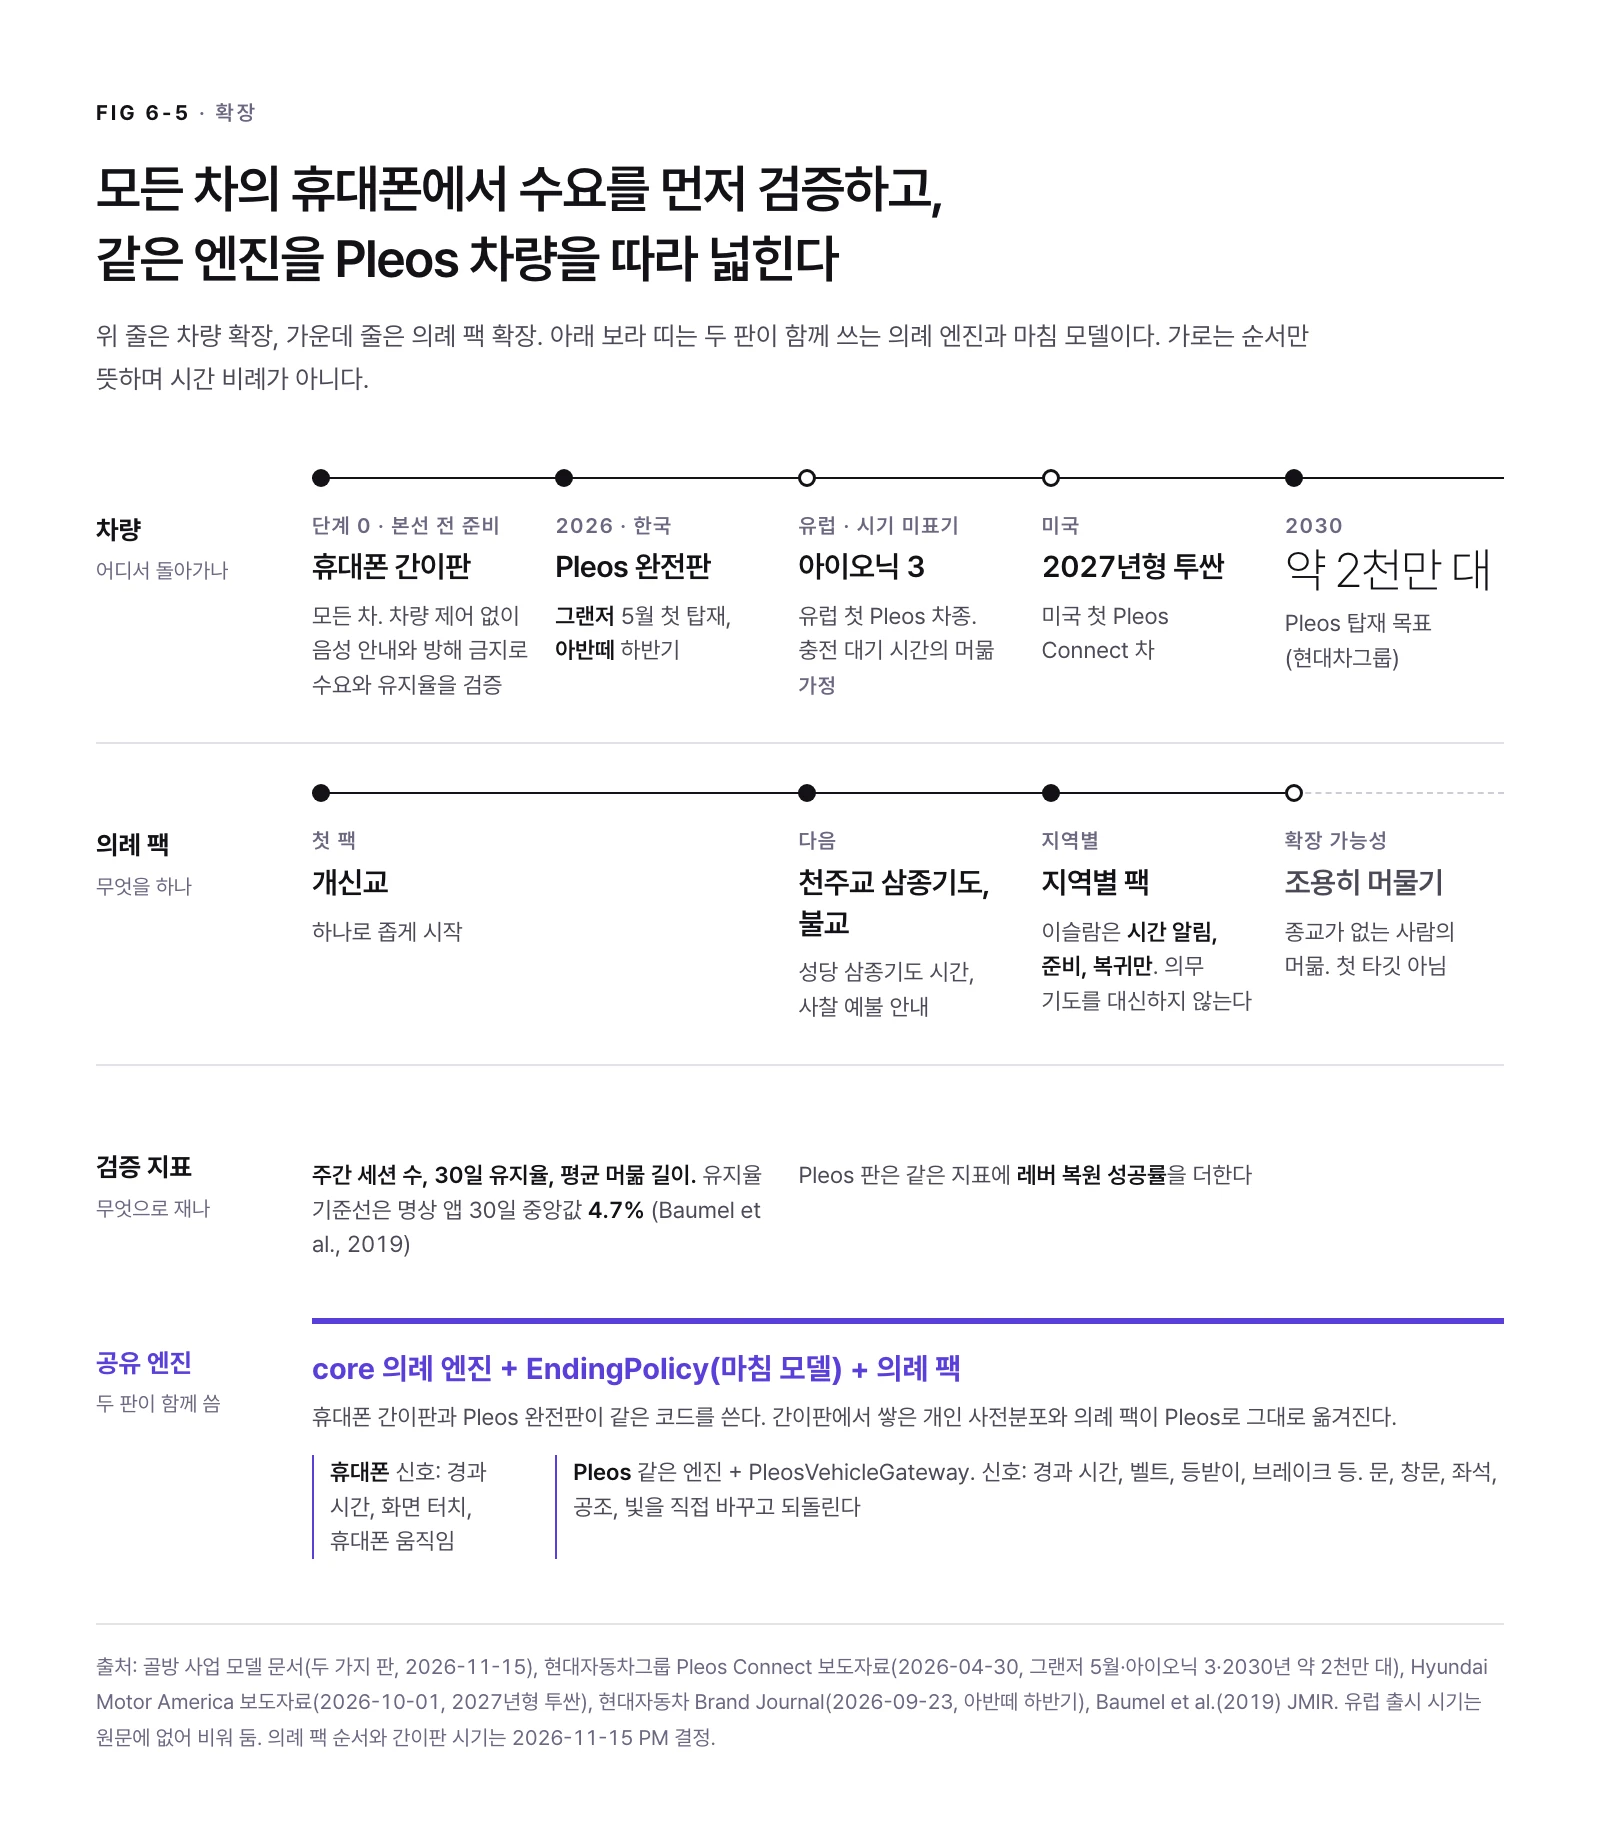 FIG 6-5 · 확장
모든 차의 휴대폰에서 수요를 먼저 검증하고,
같은 엔진을 Pleos 차량을 따라 넓힌다
위 줄은 차량 확장, 가운데 줄은 의례 팩 확장. 아래 보라 띠는 두 판이 함께 쓰는 의례 엔진과 마침 모델이다. 가로는 순서만
뜻하며 시간 비례가 아니다.
차량
어디서 돌아가나
단계 0 · 본선 전 준비
휴대폰 간이판
모든 차. 차량 제어 없이
음성 안내와 방해 금지로
수요와 유지율을 검증
2026 · 한국
Pleos 완전판
그랜저 5월 첫 탑재,
아반떼 하반기
유럽 · 시기 미표기
아이오닉 3
유럽 첫 Pleos 차종.
충전 대기 시간의 머묾
가정
미국
2027년형 투싼
미국 첫 Pleos
Connect 차
2030
약 2천만 대
Pleos 탑재 목표
(현대차그룹)
의례 팩
무엇을 하나
첫 팩
개신교
하나로 좁게 시작
다음
천주교 삼종기도,
불교
성당 삼종기도 시간,
사찰 예불 안내
지역별
지역별 팩
이슬람은 시간 알림,
준비, 복귀만. 의무
기도를 대신하지 않는다
확장 가능성
조용히 머물기
종교가 없는 사람의
머묾. 첫 타깃 아님
검증 지표
무엇으로 재나
주간 세션 수, 30일 유지율, 평균 머묾 길이. 유지율
기준선은 명상 앱 30일 중앙값 4.7% (Baumel et
al., 2019)
Pleos 판은 같은 지표에 레버 복원 성공률을 더한다
공유 엔진
두 판이 함께 씀
core 의례 엔진 + EndingPolicy(마침 모델) + 의례 팩
휴대폰 간이판과 Pleos 완전판이 같은 코드를 쓴다. 간이판에서 쌓은 개인 사전분포와 의례 팩이 Pleos로 그대로 옮겨진다.
휴대폰 신호: 경과
시간, 화면 터치,
휴대폰 움직임
Pleos 같은 엔진 + PleosVehicleGateway. 신호: 경과 시간, 벨트, 등받이, 브레이크 등. 문, 창문, 좌석,
공조, 빛을 직접 바꾸고 되돌린다
출처: 골방 사업 모델 문서(두 가지 판, 2026-11-15), 현대자동차그룹 Pleos Connect 보도자료(2026-04-30, 그랜저 5월·아이오닉 3·2030년 약 2천만 대), Hyundai
Motor America 보도자료(2026-10-01, 2027년형 투싼), 현대자동차 Brand Journal(2026-09-23, 아반떼 하반기), Baumel et al.(2019) JMIR. 유럽 출시 시기는
원문에 없어 비워 둠. 의례 팩 순서와 간이판 시기는 2026-11-15 PM 결정.